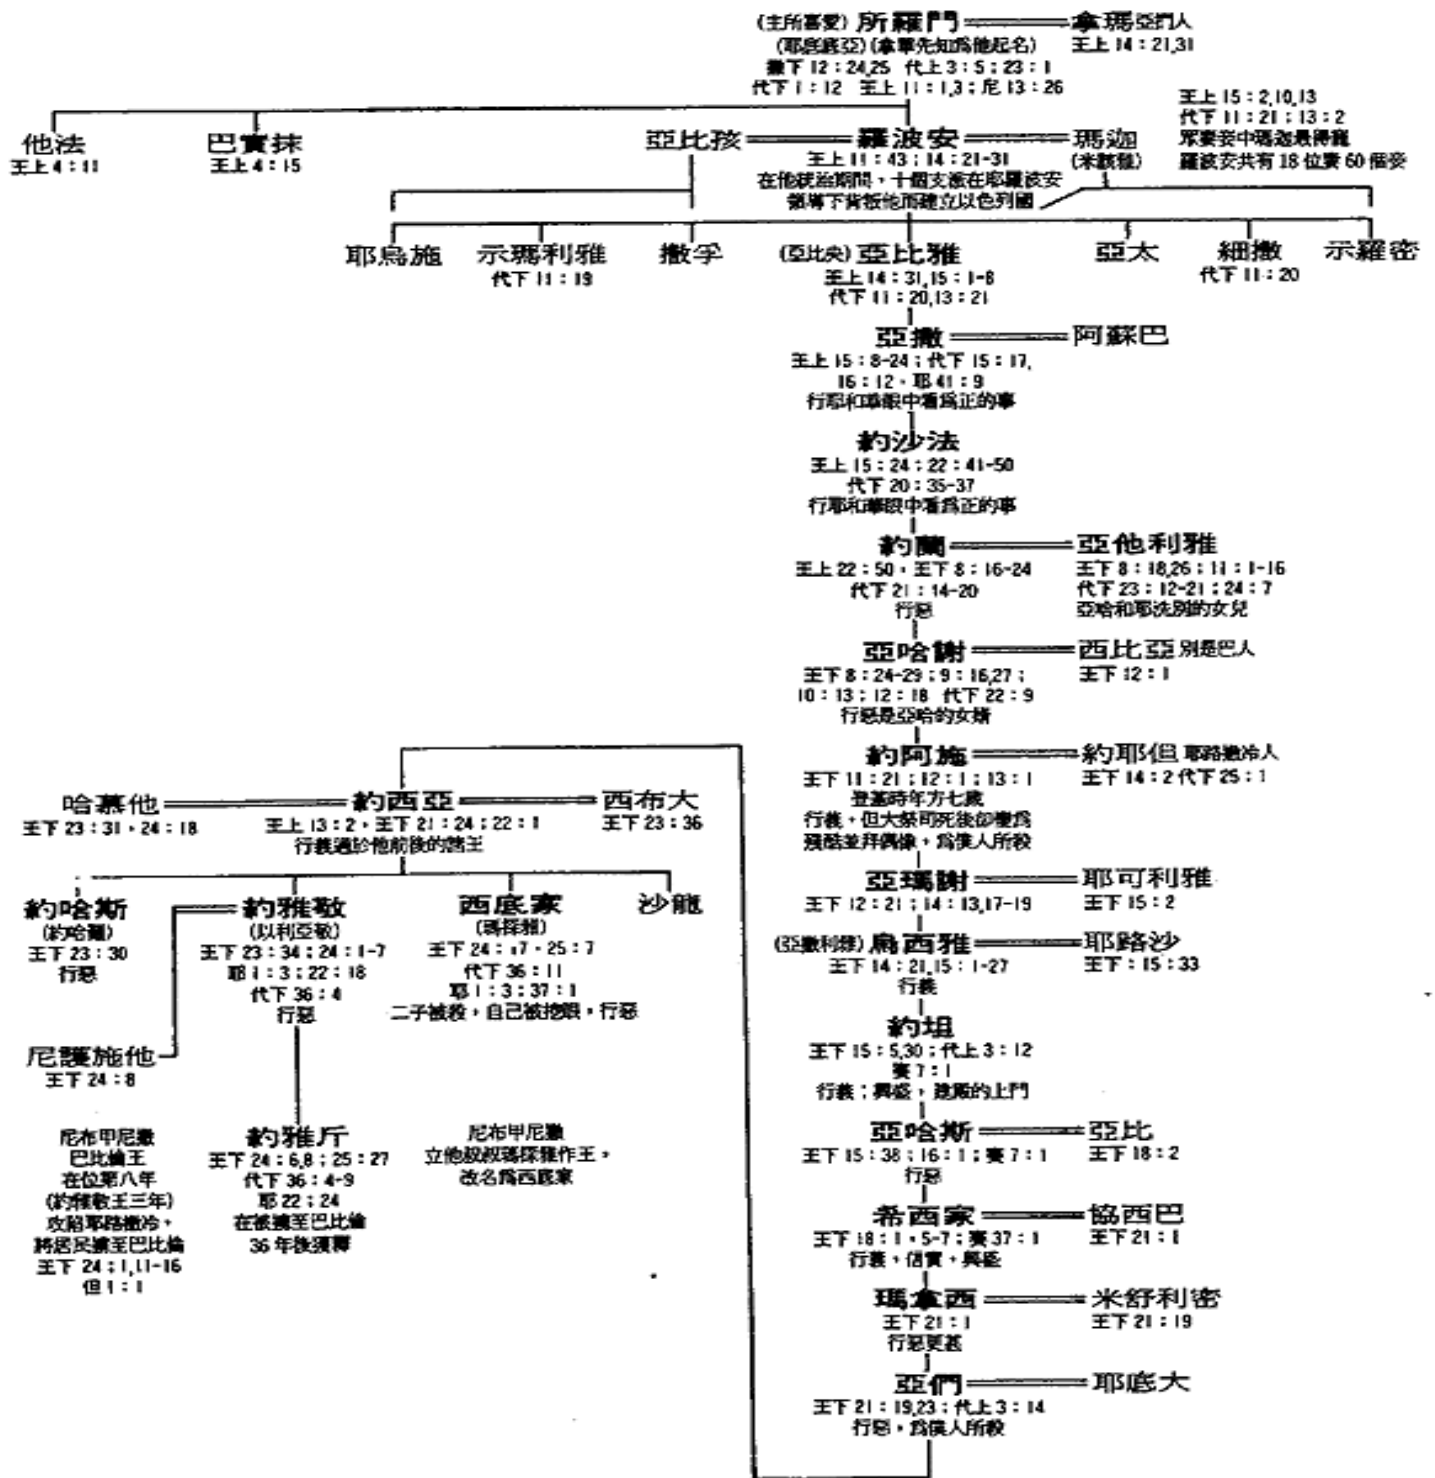 (主所喜愛) 所羅門 拿瑪 亞捫人
(耶底底亞) (拿單先知為他起名) 王上 14:21,31
撒下 12:24,25 代上 3:5;23:1
代下 1:12 王上 11:1,3;尼 13:26
王上 15:2,10,13
代下 11:21;13:2
眾妻妾中瑪迦最得寵
羅波安共有 18 位妻 60 個妾
他法
王上 4:11
巴實抹
王上 4:15
亞比孩 羅波安 瑪迦
(米該雅)
王上 11:43;14:21-31
在他統治期間,十個支派在耶羅波安
領導下背叛他而建立以色列國
耶烏施 示瑪利雅 撒孚 (亞比央) 亞比雅 亞太 細撒 示羅密
代下 11:19
王上 14:31,15:1-8
代下 11:20,13:21
代下 11:20
亞撒 阿蘇巴
王上 15:8-24;代下 15:17,
16:12,耶 41:9
行耶和華眼中看為正的事
約沙法
王上 15:24;22:41-50
代下 20:35-37
行耶和華眼中看為正的事
約蘭 亞他利雅
王上 22:50,王下 8:16-24
代下 21:14-20
行惡
王下 8:18,26;11:1-16
代下 23:12-21;24:7
亞哈和耶洗別的女兒
亞哈謝 西比亞 別是巴人
王下 8:24-29;9:16,27;
10:13;12:18 代下 22:9
行惡是亞哈的女婿
王下 12:1
約阿施 約耶但 耶路撒冷人
王下 11:21;12:1;13:1
登基時年方七歲
行義,但大祭司死後卻變為
殘酷並拜偶像,為僕人所殺
王下 14:2 代下 25:1
亞瑪謝 耶可利雅
王下 12:21;14:13,17-19
王下 15:2
(亞撒利雅) 烏西雅 耶路沙
王下 14:21,15:1-27
行義
王下:15:33
約坦
王下 15:5,30;代上 3:12
賽 7:1
行義;興盛,建殿的上門
亞哈斯 亞比
王下 15:38;16:1;賽 7:1
行惡
王下 18:2
希西家 協西巴
王下 18:1,5-7;賽 37:1
行義,信實,興盛
王下 21:1
瑪拿西 米舒利密
王下 21:1
行惡更甚
王下 21:19
亞們 耶底大
王下 21:19,23;代上 3:14
行惡,為僕人所殺
哈慕他 約西亞 西布大
王下 23:31,24:18
王上 13:2,王下 21:24;22:1
行義過於他前後的諸王
王下 23:36
約哈斯
(約哈難)
王下 23:30
行惡
約雅敬
(以利亞敬)
王下 23:34;24:1-7
耶 1:3;22:18
代下 36:4
行惡
西底家
(瑪探雅)
王下 24:17,25:7
代下 36:11
耶 1:3;37:1
二子被殺,自己被挖眼,行惡
沙龍
尼護施他
王下 24:8
尼布甲尼撒
巴比倫王
在位第八年
(約雅敬王三年)
攻陷耶路撒冷,
將居民擄至巴比倫
王下 24:1,11-16
但 1:1
約雅斤
王下 24:6,8;25:27
代下 36:4-9
耶 22:24
在被擄至巴比倫
36 年後獲釋
尼布甲尼撒
立他叔叔瑪探雅作王,
改名為西底家